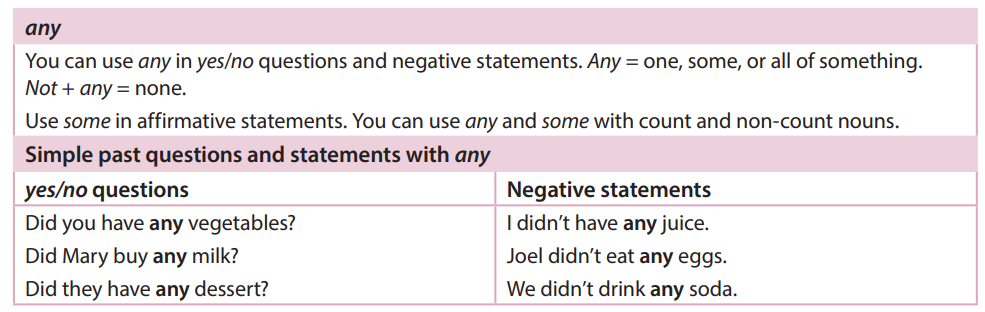 any
You can use any in yes/no questions and negative statements. Any = one, some, or all of something.
Not + any = none.
Use some in affirmative statements. You can use any and some with count and non-count nouns.
Simple past questions and statements with any
yes/no questions
Negative statements
Did you have any vegetables?
I didn’t have any juice.
Did Mary buy any milk?
Joel didn’t eat any eggs.
Did they have any dessert?
We didn’t drink any soda.